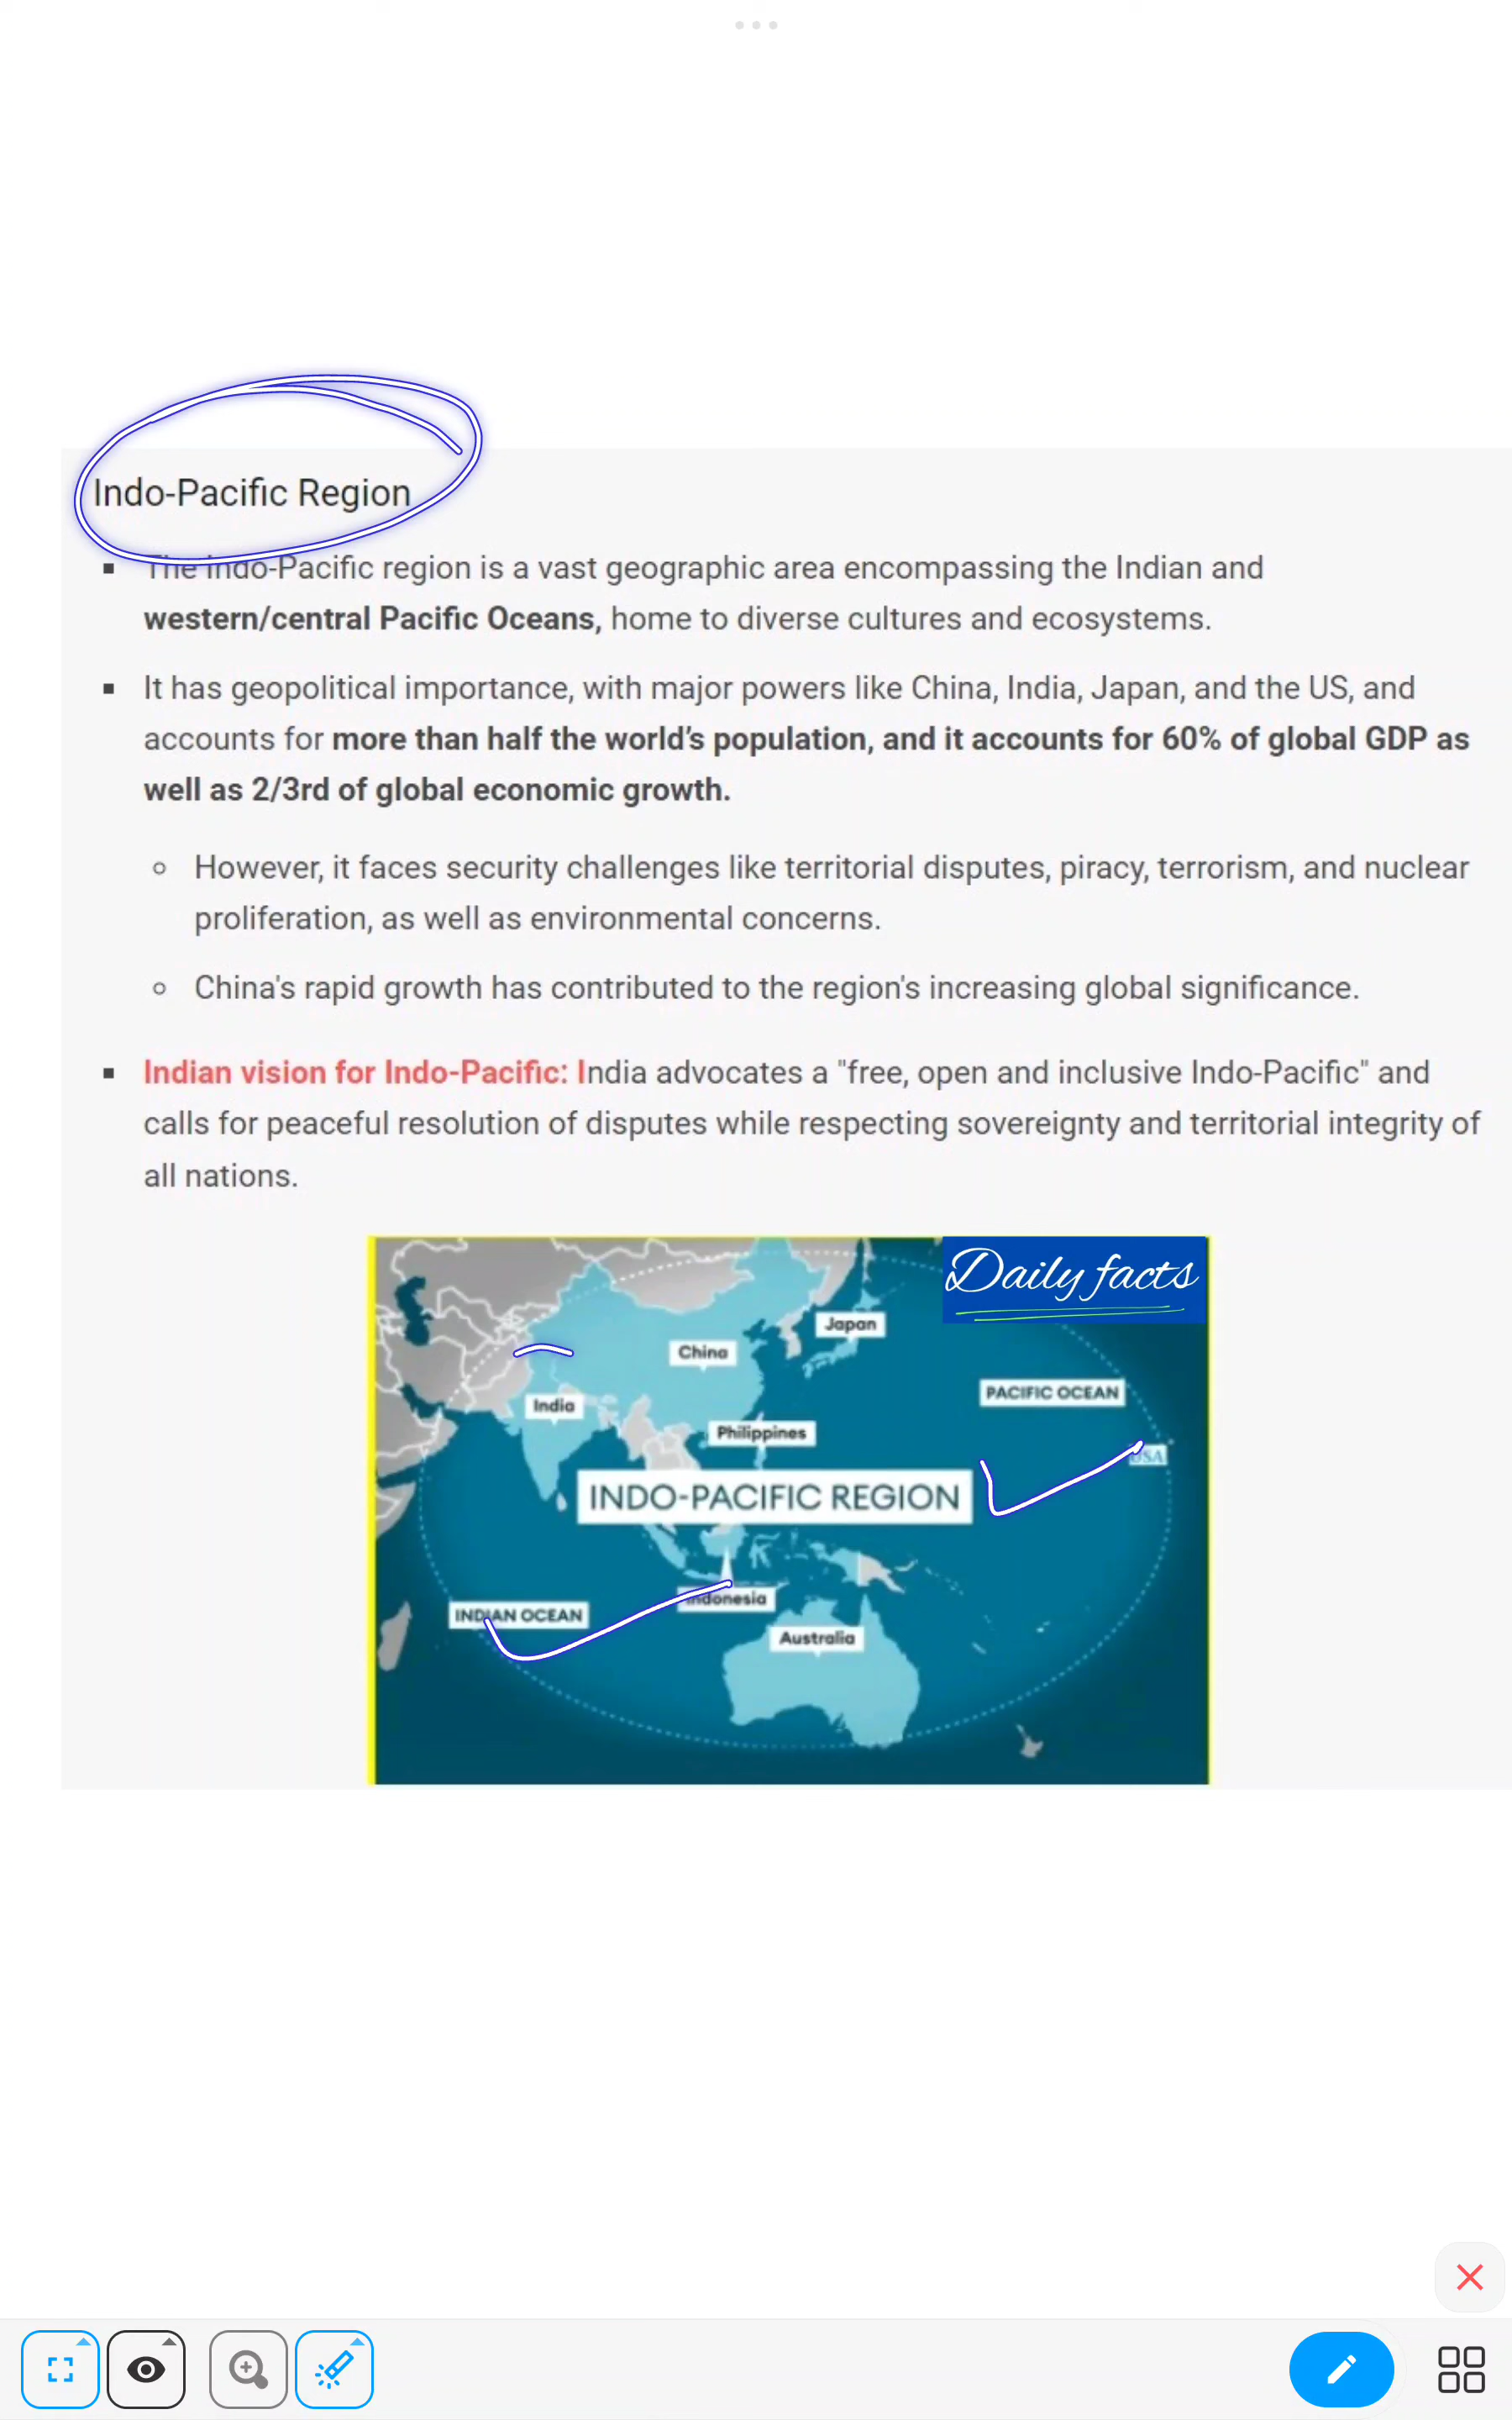 Indo-Pacific Region
▪ The Indo-Pacific region is a vast geographic area encompassing the Indian and
western/central Pacific Oceans, home to diverse cultures and ecosystems.
▪ It has geopolitical importance, with major powers like China, India, Japan, and the US, and
accounts for more than half the world's population, and it accounts for 60% of global GDP as
well as 2/3rd of global economic growth.
○ However, it faces security challenges like territorial disputes, piracy, terrorism, and nuclear
proliferation, as well as environmental concerns.
○ China's rapid growth has contributed to the region's increasing global significance.
▪ Indian vision for Indo-Pacific: India advocates a "free, open and inclusive Indo-Pacific" and
calls for peaceful resolution of disputes while respecting sovereignty and territorial integrity of
all nations.
Daily facts
Japan
China
PACIFIC OCEAN
India
Philippines
USA
INDO-PACIFIC REGION
Indonesia
INDIAN OCEAN
Australia